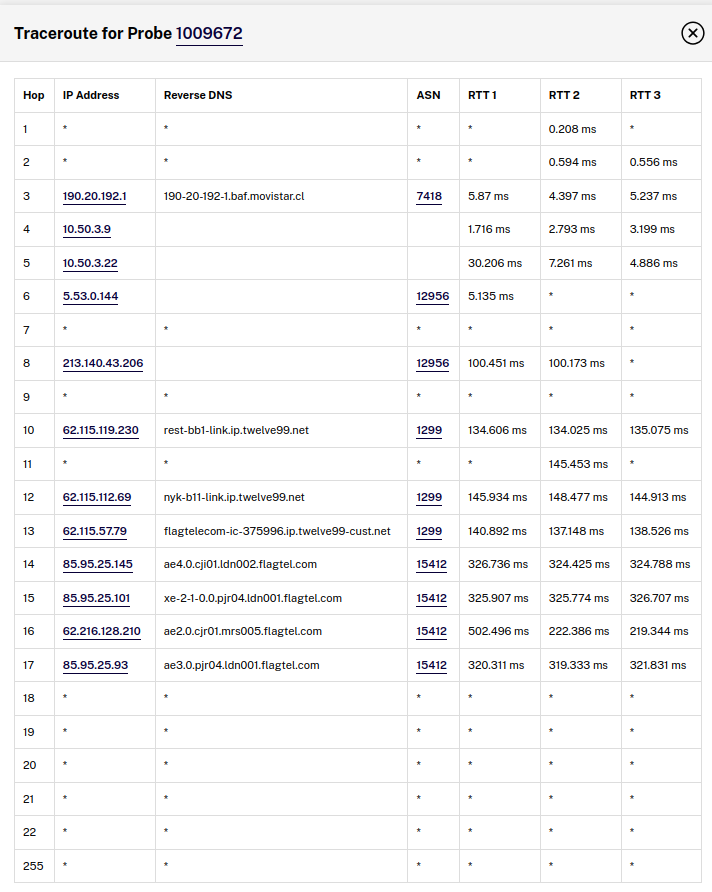 Traceroute for Probe 1009672
Hop IP Address Reverse DNS ASN RTT 1 RTT 2 RTT 3
1 * * * * 0.208 ms *
2 * * * * 0.594 ms 0.556 ms
3 190.20.192.1 190-20-192-1.baf.movistar.cl 7418 5.87 ms 4.397 ms 5.237 ms
4 10.50.3.9 1.716 ms 2.793 ms 3.199 ms
5 10.50.3.22 30.206 ms 7.261 ms 4.886 ms
6 5.53.0.144 12956 5.135 ms * *
7 * * * * * *
8 213.140.43.206 12956 100.451 ms 100.173 ms *
9 * * * * * *
10 62.115.119.230 rest-bb1-link.ip.twelve99.net 1299 134.606 ms 134.025 ms 135.075 ms
11 * * * * 145.453 ms *
12 62.115.112.69 nyk-b11-link.ip.twelve99.net 1299 145.934 ms 148.477 ms 144.913 ms
13 62.115.57.79 flagtelecom-ic-375996.ip.twelve99-cust.net 1299 140.892 ms 137.148 ms 138.526 ms
14 85.95.25.145 ae4.0.cji01.ldn002.flagtel.com 15412 326.736 ms 324.425 ms 324.788 ms
15 85.95.25.101 xe-2-1-0.0.pjr04.ldn001.flagtel.com 15412 325.907 ms 325.774 ms 326.707 ms
16 62.216.128.210 ae2.0.cjr01.mrs005.flagtel.com 15412 502.496 ms 222.386 ms 219.344 ms
17 85.95.25.93 ae3.0.pjr04.ldn001.flagtel.com 15412 320.311 ms 319.333 ms 321.831 ms
18 * * * * * *
19 * * * * * *
20 * * * * * *
21 * * * * * *
22 * * * * * *
255 * * * * * *